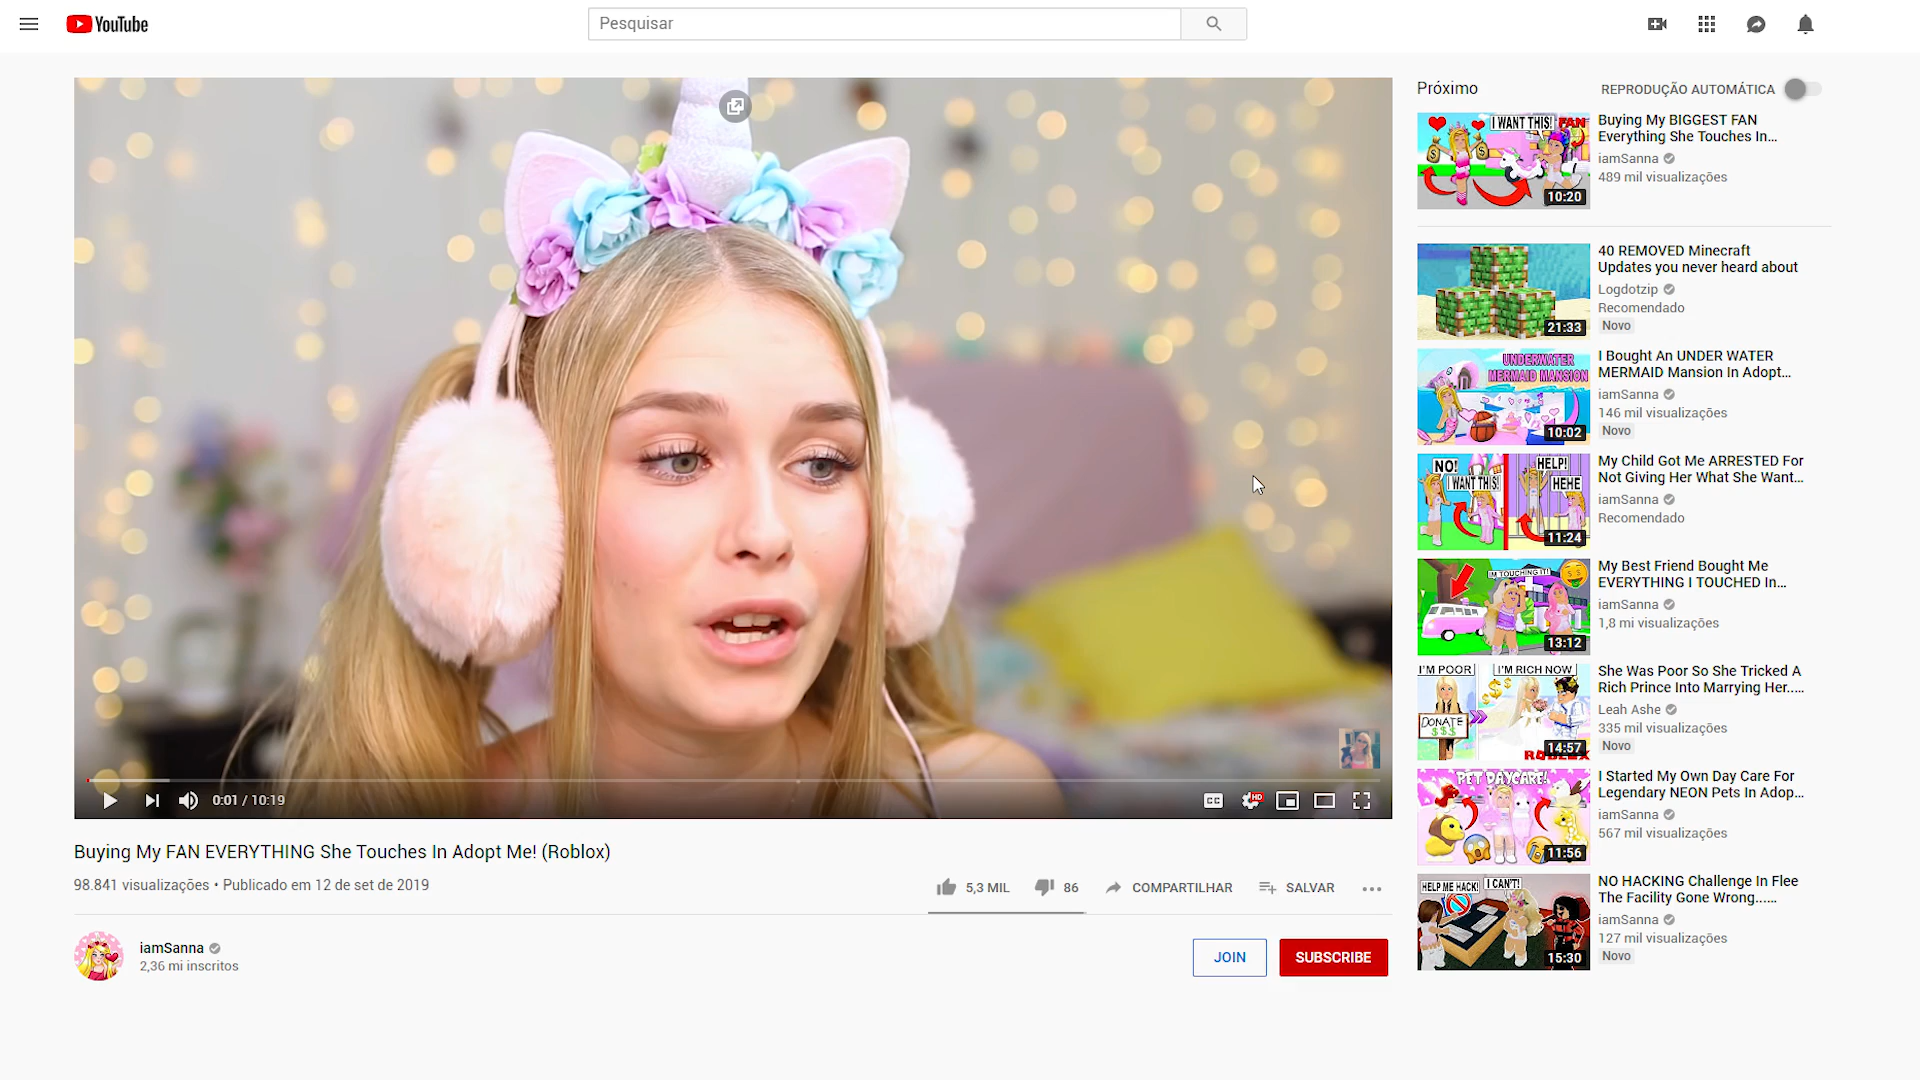 YouTube
Pesquisar
0:01 / 10:19
CC
HD
Buying My FAN EVERYTHING She Touches In Adopt Me! (Roblox)
98.841 visualizações • Publicado em 12 de set de 2019
5,3 MIL
86
COMPARTILHAR
SALVAR
iamSanna
2,36 mi inscritos
JOIN
SUBSCRIBE
Próximo
REPRODUÇÃO AUTOMÁTICA
I WANT THIS!
FAN
10:20
Buying My BIGGEST FAN
Everything She Touches In...
iamSanna
489 mil visualizações
21:33
40 REMOVED Minecraft
Updates you never heard about
Logdotzip
Recomendado
Novo
UNDERWATER
MERMAID MANSION
10:02
I Bought An UNDER WATER
MERMAID Mansion In Adopt...
iamSanna
146 mil visualizações
Novo
NO!
I WANT THIS!
HELP!
HEHE
11:24
My Child Got Me ARRESTED For
Not Giving Her What She Want...
iamSanna
Recomendado
I'M TOUCHING IT!
13:12
My Best Friend Bought Me
EVERYTHING I TOUCHED In...
iamSanna
1,8 mi visualizações
I'M POOR
I'M RICH NOW
DONATE
$$$
ROBLOX
14:57
She Was Poor So She Tricked A
Rich Prince Into Marrying Her.…
Leah Ashe
335 mil visualizações
Novo
PET DAYCARE!
11:56
I Started My Own Day Care For
Legendary NEON Pets In Adop...
iamSanna
567 mil visualizações
HELP ME HACK!
I CAN'T!
15:30
NO HACKING Challenge In Flee
The Facility Gone Wrong......
iamSanna
127 mil visualizações
Novo